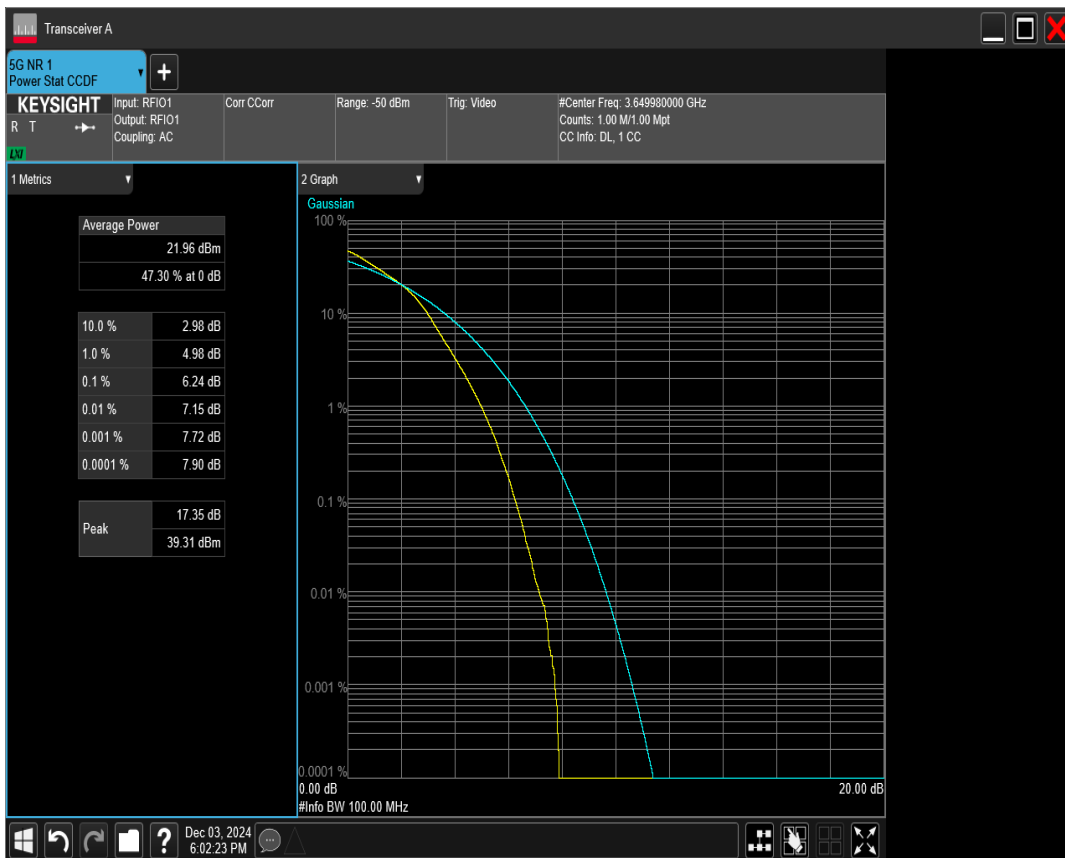 Transceiver A
5G NR 1
Power Stat CCDF
+
KEYSIGHT
R T
LXI
Input: RFIO1
Output: RFIO1
Coupling: AC
Corr CCorr
Range: -50 dBm
Trig: Video
#Center Freq: 3.649980000 GHz
Counts: 1.00 M/1.00 Mpt
CC Info: DL, 1 CC
1 Metrics
Average Power
21.96 dBm
47.30 % at 0 dB
10.0 % 2.98 dB
1.0 % 4.98 dB
0.1 % 6.24 dB
0.01 % 7.15 dB
0.001 % 7.72 dB
0.0001 % 7.90 dB
Peak
17.35 dB
39.31 dBm
2 Graph
Gaussian
100 %
10 %
1 %
0.1 %
0.01 %
0.001 %
0.0001 %
0.00 dB 20.00 dB
#Info BW 100.00 MHz
?
Dec 03, 2024
6:02:23 PM